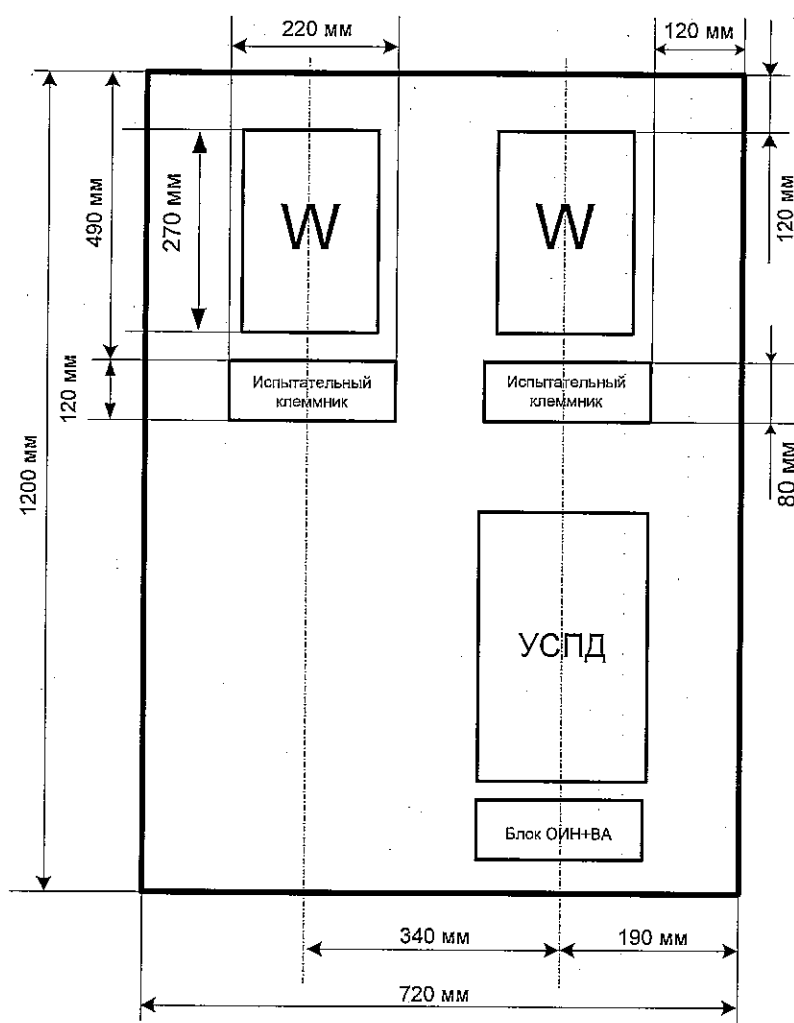 220 мм
120 мм
490 мм
270 мм
W
W
120 мм
120 мм
Испытательный
клеммник
Испытательный
клеммник
80 мм
1200 мм
УСПД
Блок ОИН+ВА
340 мм
190 мм
720 мм